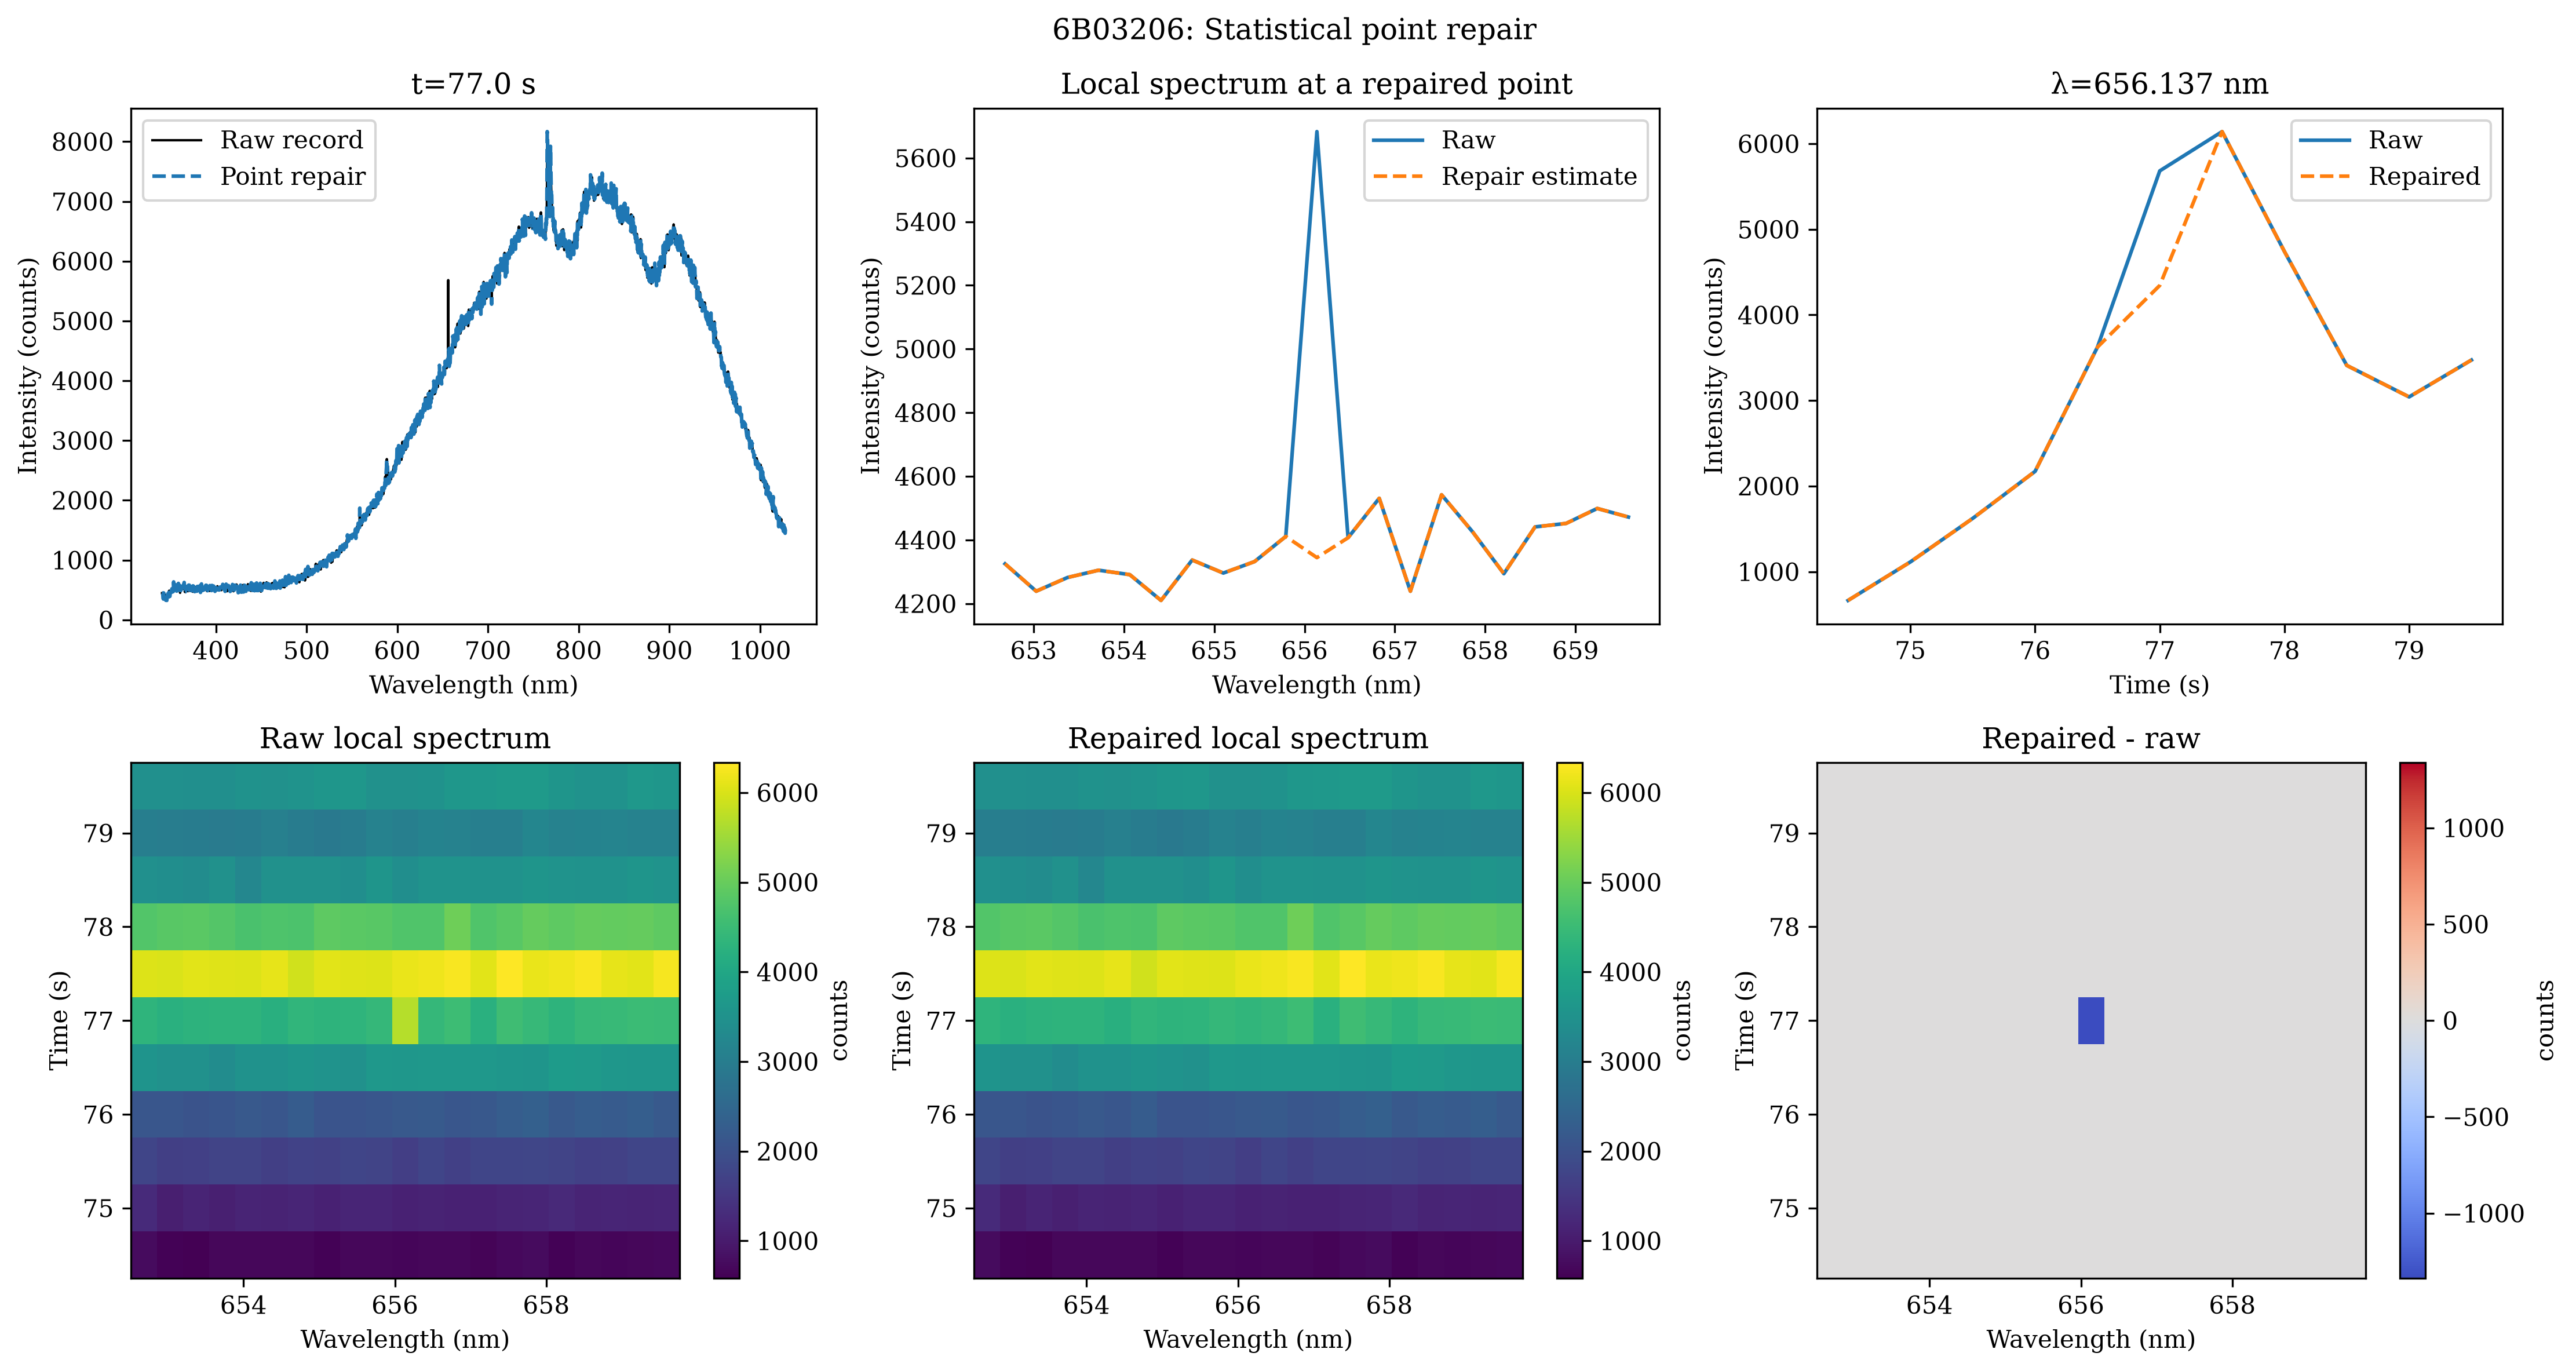 6B03206: Statistical point repair
t=77.0 s
Raw record
Point repair
8000
7000
6000
5000
4000
3000
2000
1000
0
Intensity (counts)
400 500 600 700 800 900 1000
Wavelength (nm)
Local spectrum at a repaired point
Raw
Repair estimate
5600
5400
5200
5000
4800
4600
4400
4200
Intensity (counts)
653 654 655 656 657 658 659
Wavelength (nm)
λ=656.137 nm
Raw
Repaired
6000
5000
4000
3000
2000
1000
Intensity (counts)
75 76 77 78 79
Time (s)
Raw local spectrum
79
78
77
76
75
Time (s)
654 656 658
Wavelength (nm)
6000
5000
4000
3000
2000
1000
counts
Repaired local spectrum
79
78
77
76
75
Time (s)
654 656 658
Wavelength (nm)
6000
5000
4000
3000
2000
1000
counts
Repaired - raw
79
78
77
76
75
Time (s)
654 656 658
Wavelength (nm)
1000
500
0
−500
−1000
counts